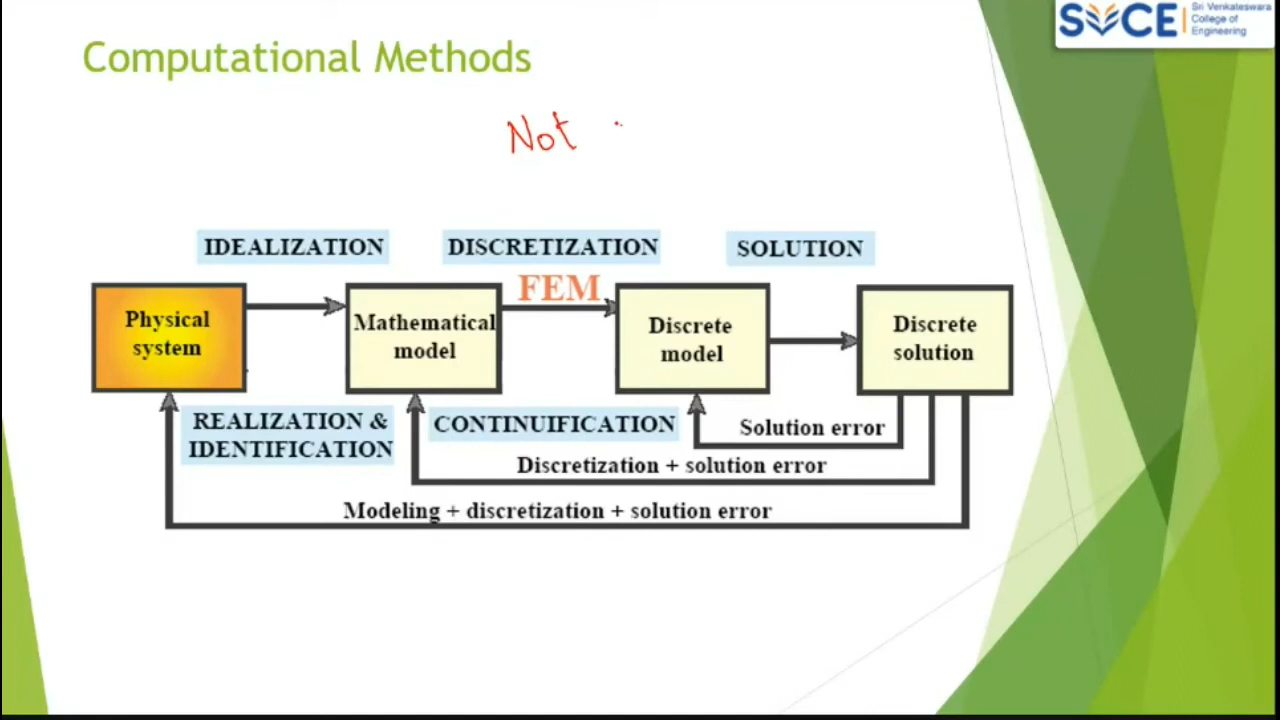 SVCE
Sri Venkateswara
College of
Engineering
Computational Methods
Not
IDEALIZATION
DISCRETIZATION
SOLUTION
FEM
Physical
system
Mathematical
model
Discrete
model
Discrete
solution
REALIZATION &
IDENTIFICATION
CONTINUIFICATION
Solution error
Discretization + solution error
Modeling + discretization + solution error